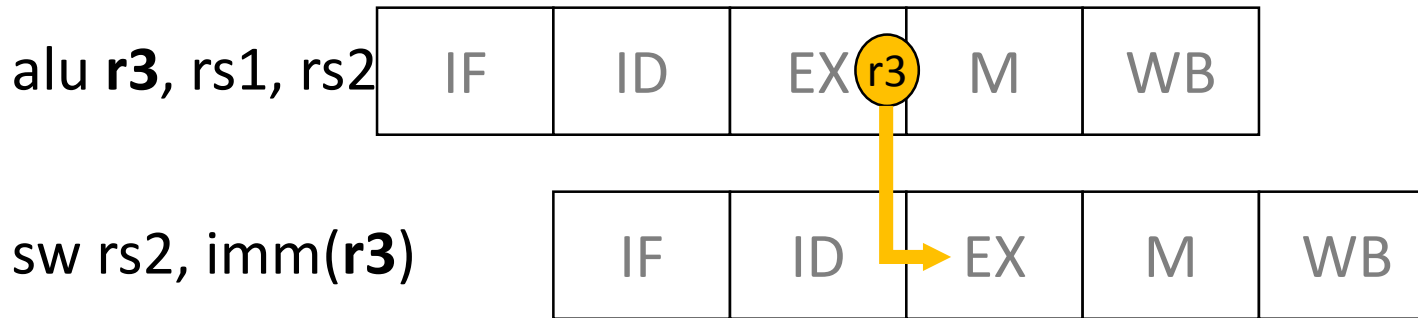 alu r3, rs1, rs2 IF ID EX r3 M WB
sw rs2, imm(r3) IF ID EX M WB